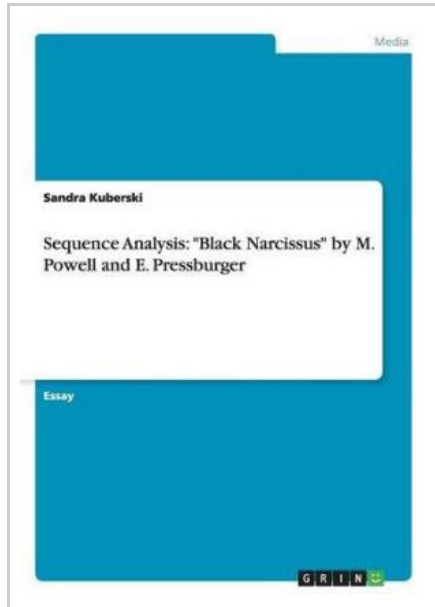 Media
Sandra Kuberski
Sequence Analysis: "Black Narcissus" by M.
Powell and E. Pressburger
Essay
GRIN